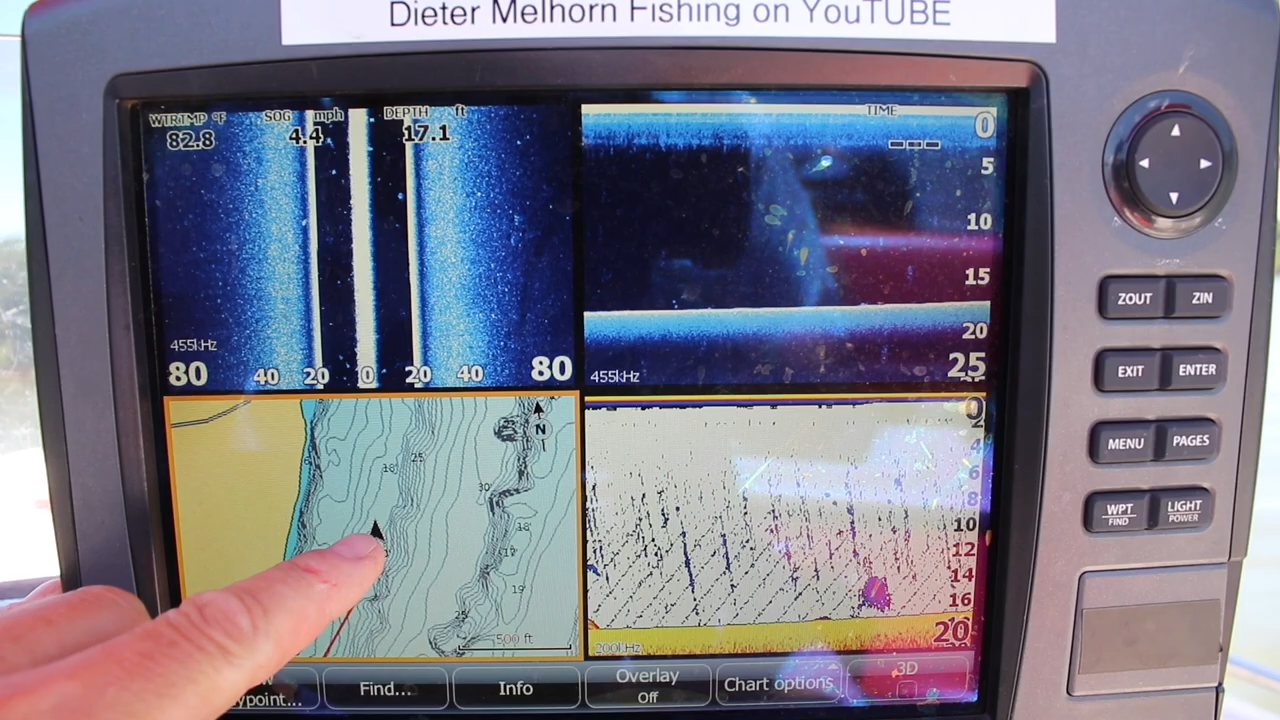 Dieter Melhorn Fishing on YouTUBE
WTRTMP °F SOG mph DEPTH ft
82.8 4.4 17.1
455kHz
80 40 20 0 20 40 80
TIME
0
5
10
15
20
25
455kHz
N
18
25
30
18
17
19
25
500 ft
0
2
4
6
8
10
12
14
16
20
200kHz
ypoint... Find... Info Overlay Off Chart options 3D
ZOUT ZIN
EXIT ENTER
MENU PAGES
WPT FIND LIGHT POWER